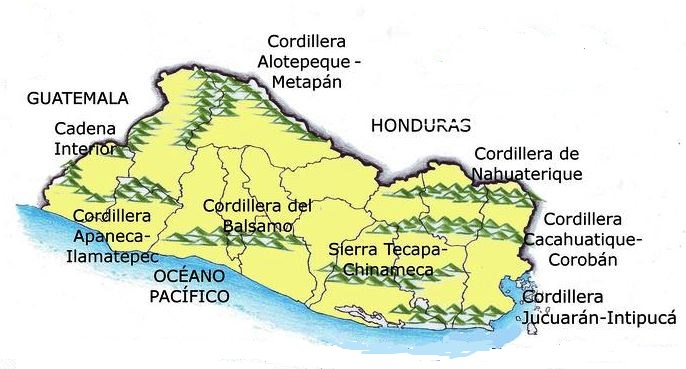 Cordillera
Alotepeque -
Metapán
GUATEMALA
HONDURAS
Cadena
Interior
Cordillera de
Nahuaterique
Cordillera
Apaneca-
Ilamatepec
Cordillera del
Balsamo
Cordillera
Cacahuatique-
Corobán
Sierra Tecapa-
Chinameca
OCÉANO
PACÍFICO
Cordillera
Jucuarán-Intipucá